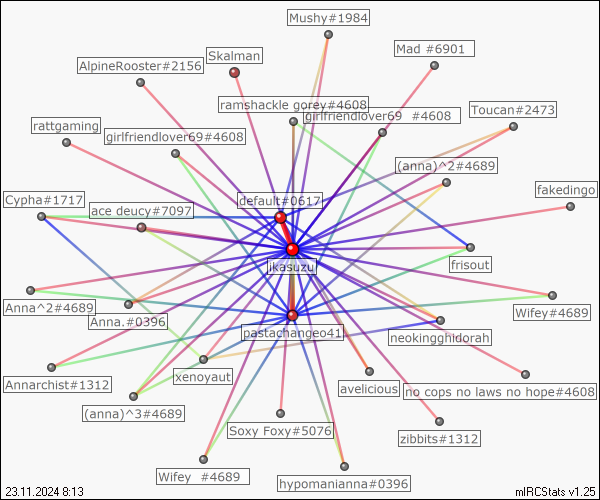 Mushy#1984
Mad #6901
Skalman
AlpineRooster#2156
ramshackle gorey#4608
girlfriendlover69 #4608
Toucan#2473
rattgaming
girlfriendlover69#4608
(anna)^2#4689
fakedingo
Cypha#1717
ace deucy#7097
default#0617
ikasuzu
frisout
Anna^2#4689
Anna.#0396
Wifey#4689
pastachangeo41
neokingghidorah
Annarchist#1312
xenoyaut
avelicious
no cops no laws no hope#4608
(anna)^3#4689
Soxy Foxy#5076
zibbits#1312
Wifey #4689
hypomanianna#0396
23.11.2024 8:13
mIRCStats v1.25